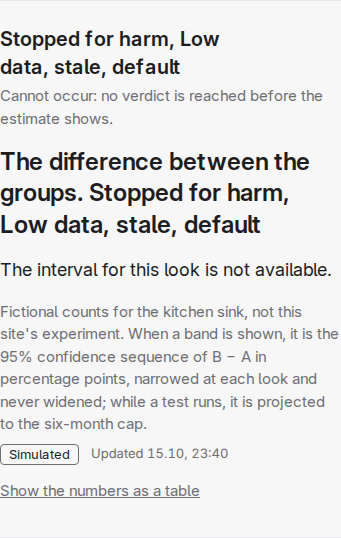 Stopped for harm, Low
data, stale, default
Cannot occur: no verdict is reached before the
estimate shows.
The difference between the
groups. Stopped for harm,
Low data, stale, default
The interval for this look is not available.
Fictional counts for the kitchen sink, not this
site's experiment. When a band is shown, it is the
95% confidence sequence of B − A in
percentage points, narrowed at each look and
never widened; while a test runs, it is projected
to the six-month cap.
Simulated Updated 15.10, 23:40
Show the numbers as a table